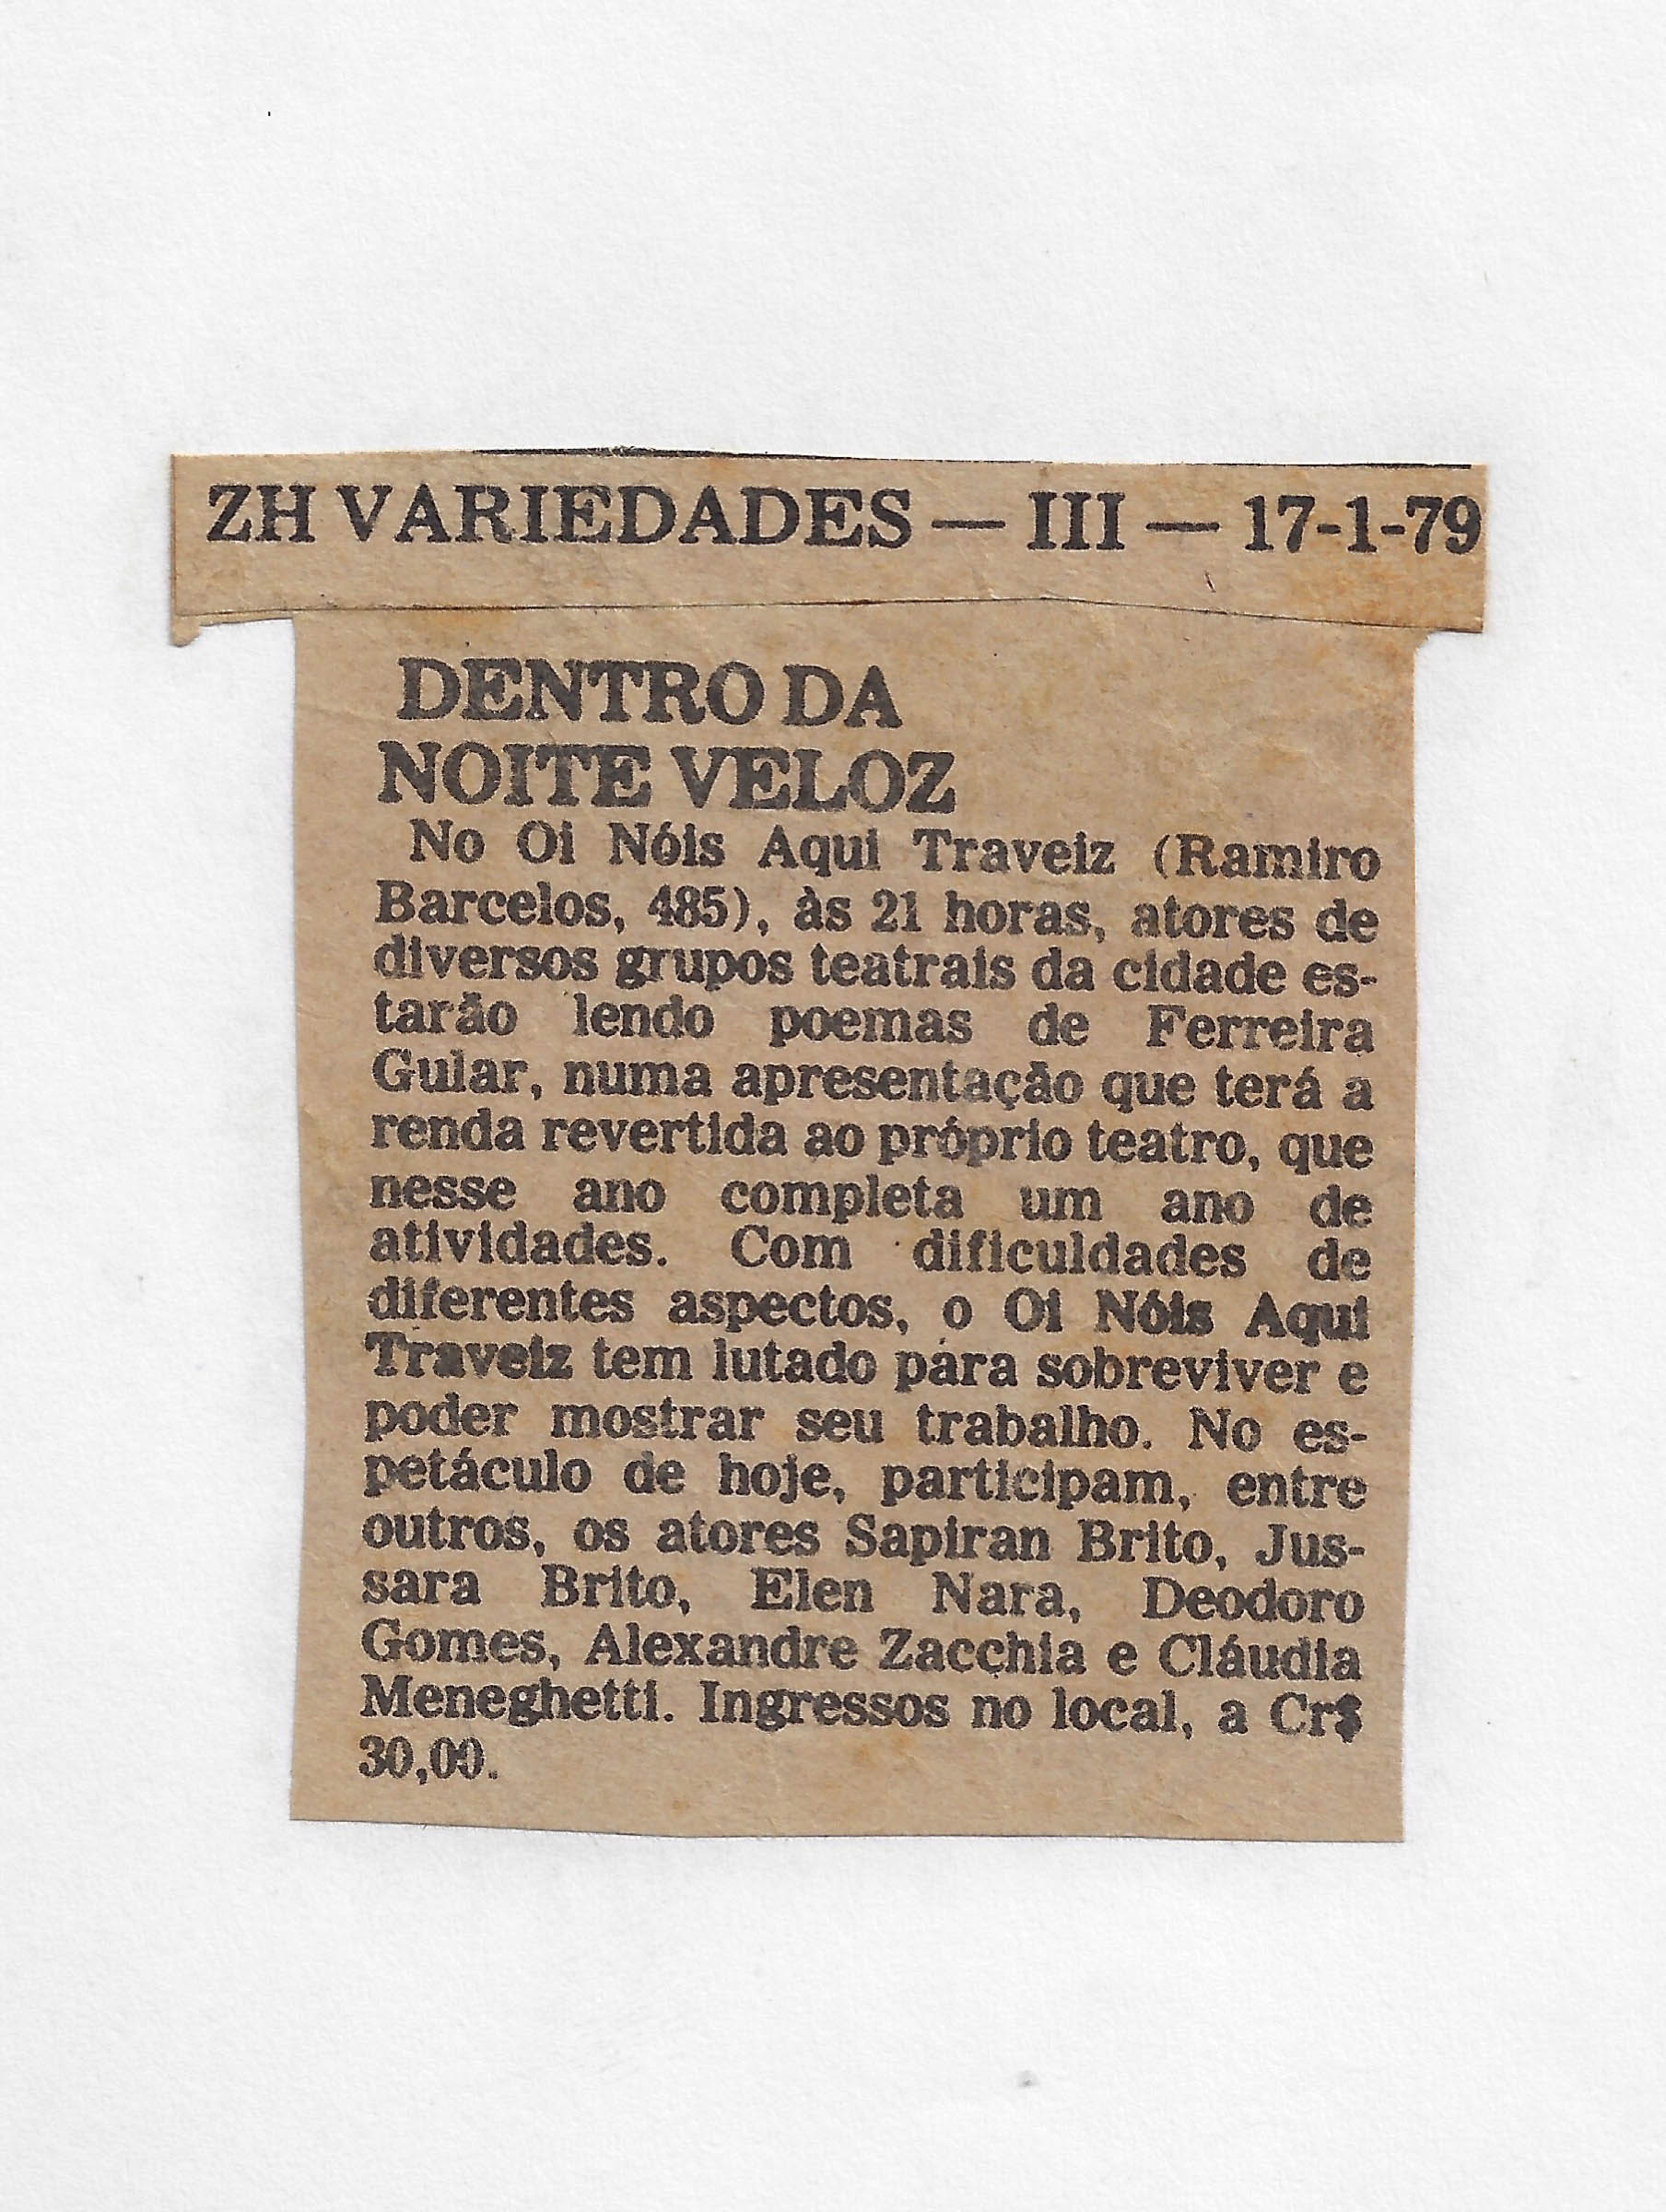 ZH VARIEDADES — III — 17-1-79
DENTRO DA
NOITE VELOZ
No Oi Nóis Aqui Traveiz (Ramiro
Barcelos, 485), às 21 horas, atores de
diversos grupos teatrais da cidade es-
tarão lendo poemas de Ferreira
Gular, numa apresentação que terá a
renda revertida ao próprio teatro, que
nesse ano completa um ano de
atividades. Com dificuldades de
diferentes aspectos, o Oi Nóis Aqui
Traveiz tem lutado para sobreviver e
poder mostrar seu trabalho. No es-
petáculo de hoje, participam, entre
outros, os atores Sapiran Brito, Jus-
sara Brito, Elen Nara, Deodoro
Gomes, Alexandre Zacchia e Cláudia
Meneghetti. Ingressos no local, a Cr$
30,00.